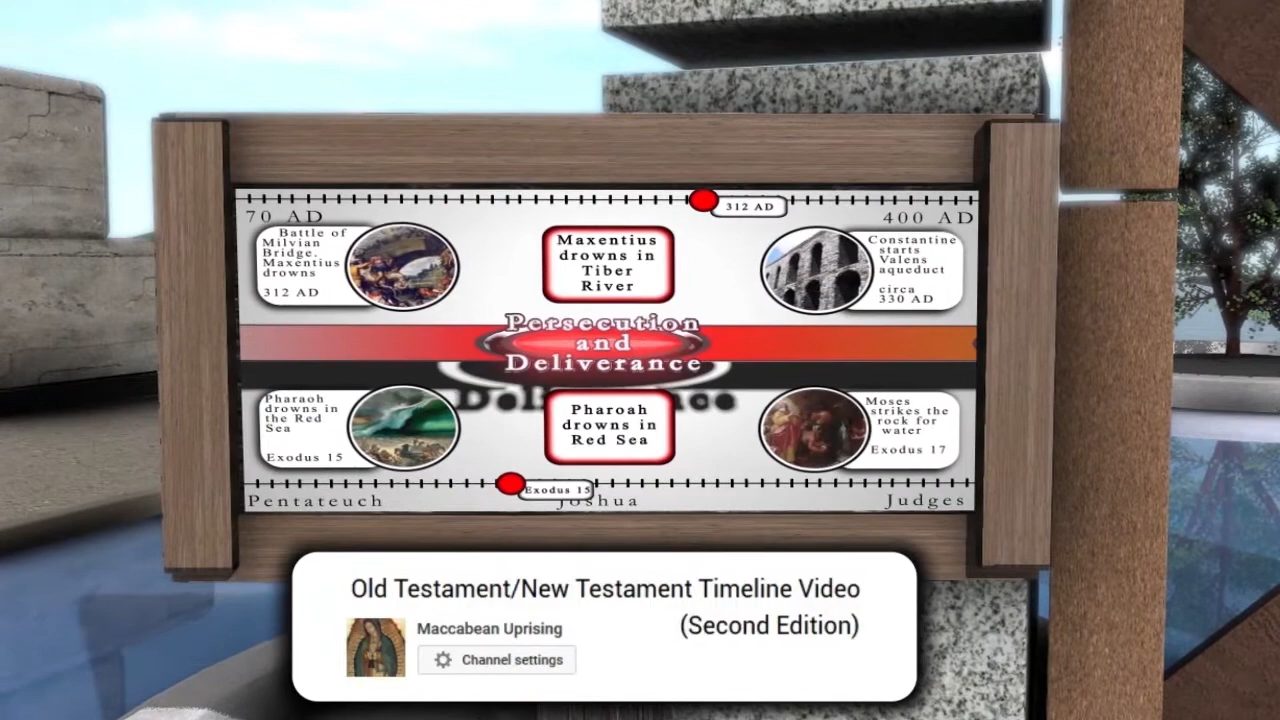 312 AD
70 AD
400 AD
Battle of
Milvian
Bridge.
Maxentius
drowns
312 AD
Maxentius
drowns in
Tiber
River
Constantine
starts
Valens
aqueduct
circa
330 AD
Persecution
and
Deliverance
Pharaoh
drowns in
the Red
Sea
Exodus 15
Pharoah
drowns in
Red Sea
Moses
strikes the
rock for
water
Exodus 17
Exodus 15
Pentateuch
Joshua
Judges
Old Testament/New Testament Timeline Video
(Second Edition)
Maccabean Uprising
Channel settings